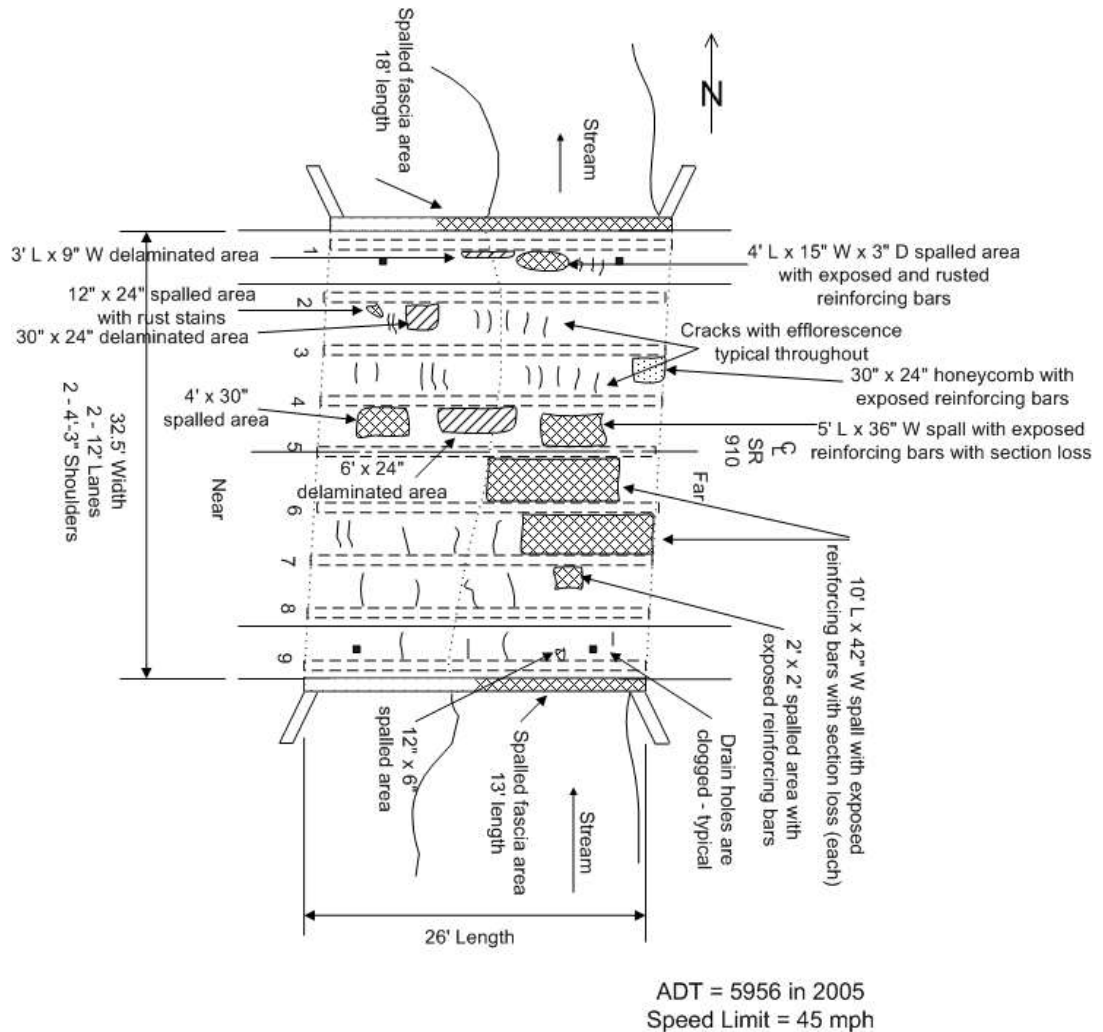 Spalled fascia area
18' length
N
Stream
3' L x 9" W delaminated area
12" x 24" spalled area
with rust stains
30" x 24" delaminated area
4' L x 15" W x 3" D spalled area
with exposed and rusted
reinforcing bars
Cracks with efflorescence
typical throughout
30" x 24" honeycomb with
exposed reinforcing bars
4' x 30"
spalled area
5' L x 36" W spall with exposed
reinforcing bars with section loss
6' x 24"
delaminated area
1
2
3
4
5
6
7
8
9
CL
SR
910
Near
Far
32.5' Width
2 - 12' Lanes
2 - 4'-3" Shoulders
10' L x 42" W spall with exposed
reinforcing bars with section loss (each)
2' x 2' spalled area with
exposed reinforcing bars
Drain holes are
clogged - typical
12" x 6"
spalled area
Spalled fascia area
13' length
Stream
26' Length
ADT = 5956 in 2005
Speed Limit = 45 mph